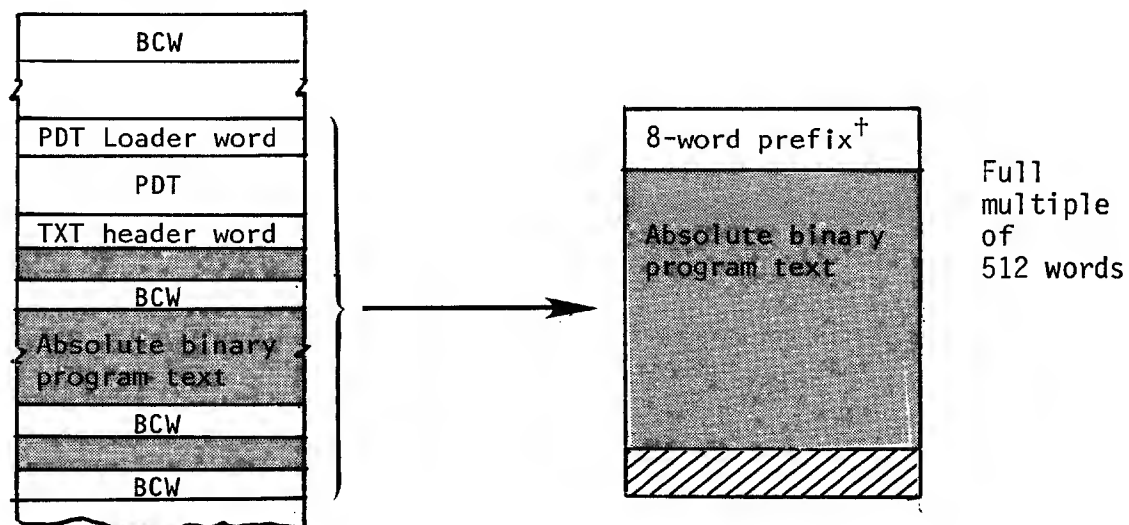 BCW
PDT Loader word
PDT
TXT header word
BCW
Absolute binary
program text
BCW
BCW
8-word prefix†
Absolute binary
program text
Full
multiple
of
512 words